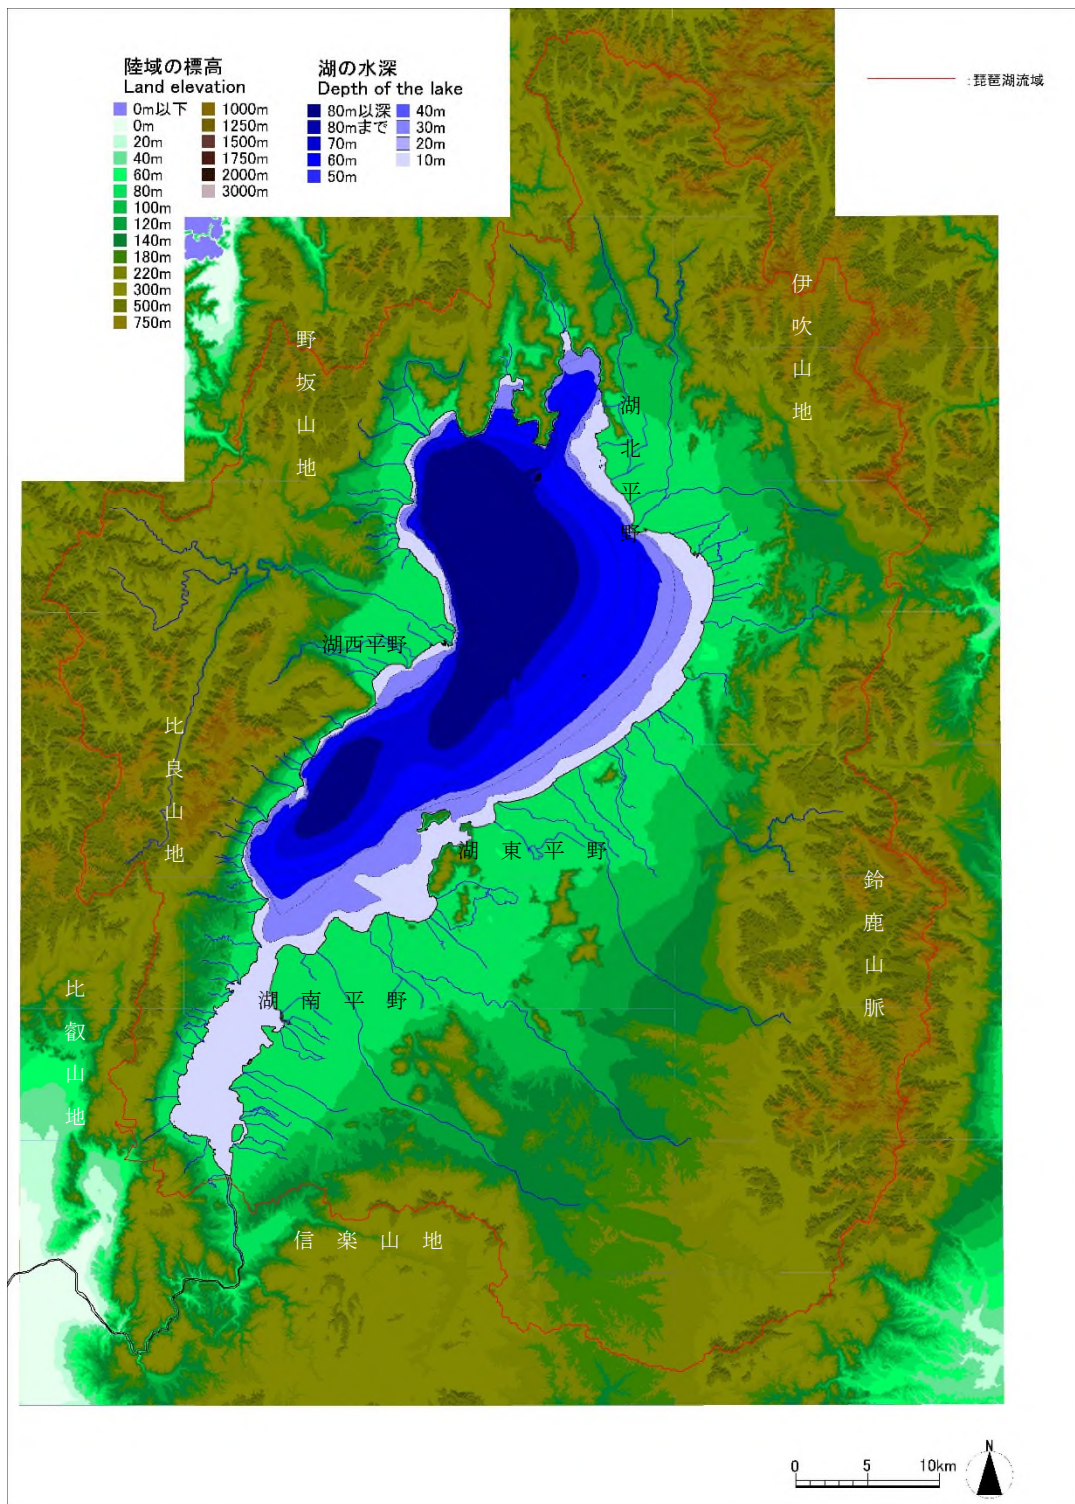 陸域の標高
Land elevation
0m以下
0m
20m
40m
60m
80m
100m
120m
140m
180m
220m
300m
500m
750m
1000m
1250m
1500m
1750m
2000m
3000m
湖の水深
Depth of the lake
80m以深
80mまで
70m
60m
50m
40m
30m
20m
10m
:琵琶湖流域
伊吹山地
野坂山地
湖北平野
湖西平野
比良山地
湖東平野
鈴鹿山脈
比叡山地
湖南平野
信楽山地
N
0 5 10km